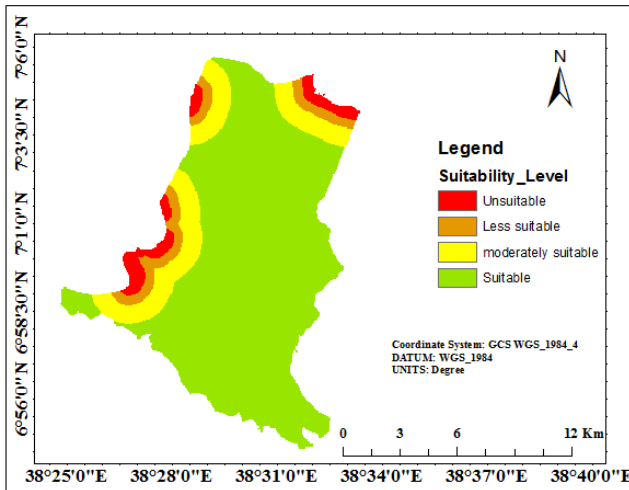 7°6'0"N
7°3'30"N
7°1'0"N
6°58'30"N
6°56'0"N
N
Legend
Suitability_Level
Unsuitable
Less suitable
moderately suitable
Suitable
Coordinate System: GCS WGS_1984_4
DATUM: WGS_1984
UNITS: Degree
0 3 6 12 Km
38°25'0"E 38°28'0"E 38°31'0"E 38°34'0"E 38°37'0"E 38°40'0"E